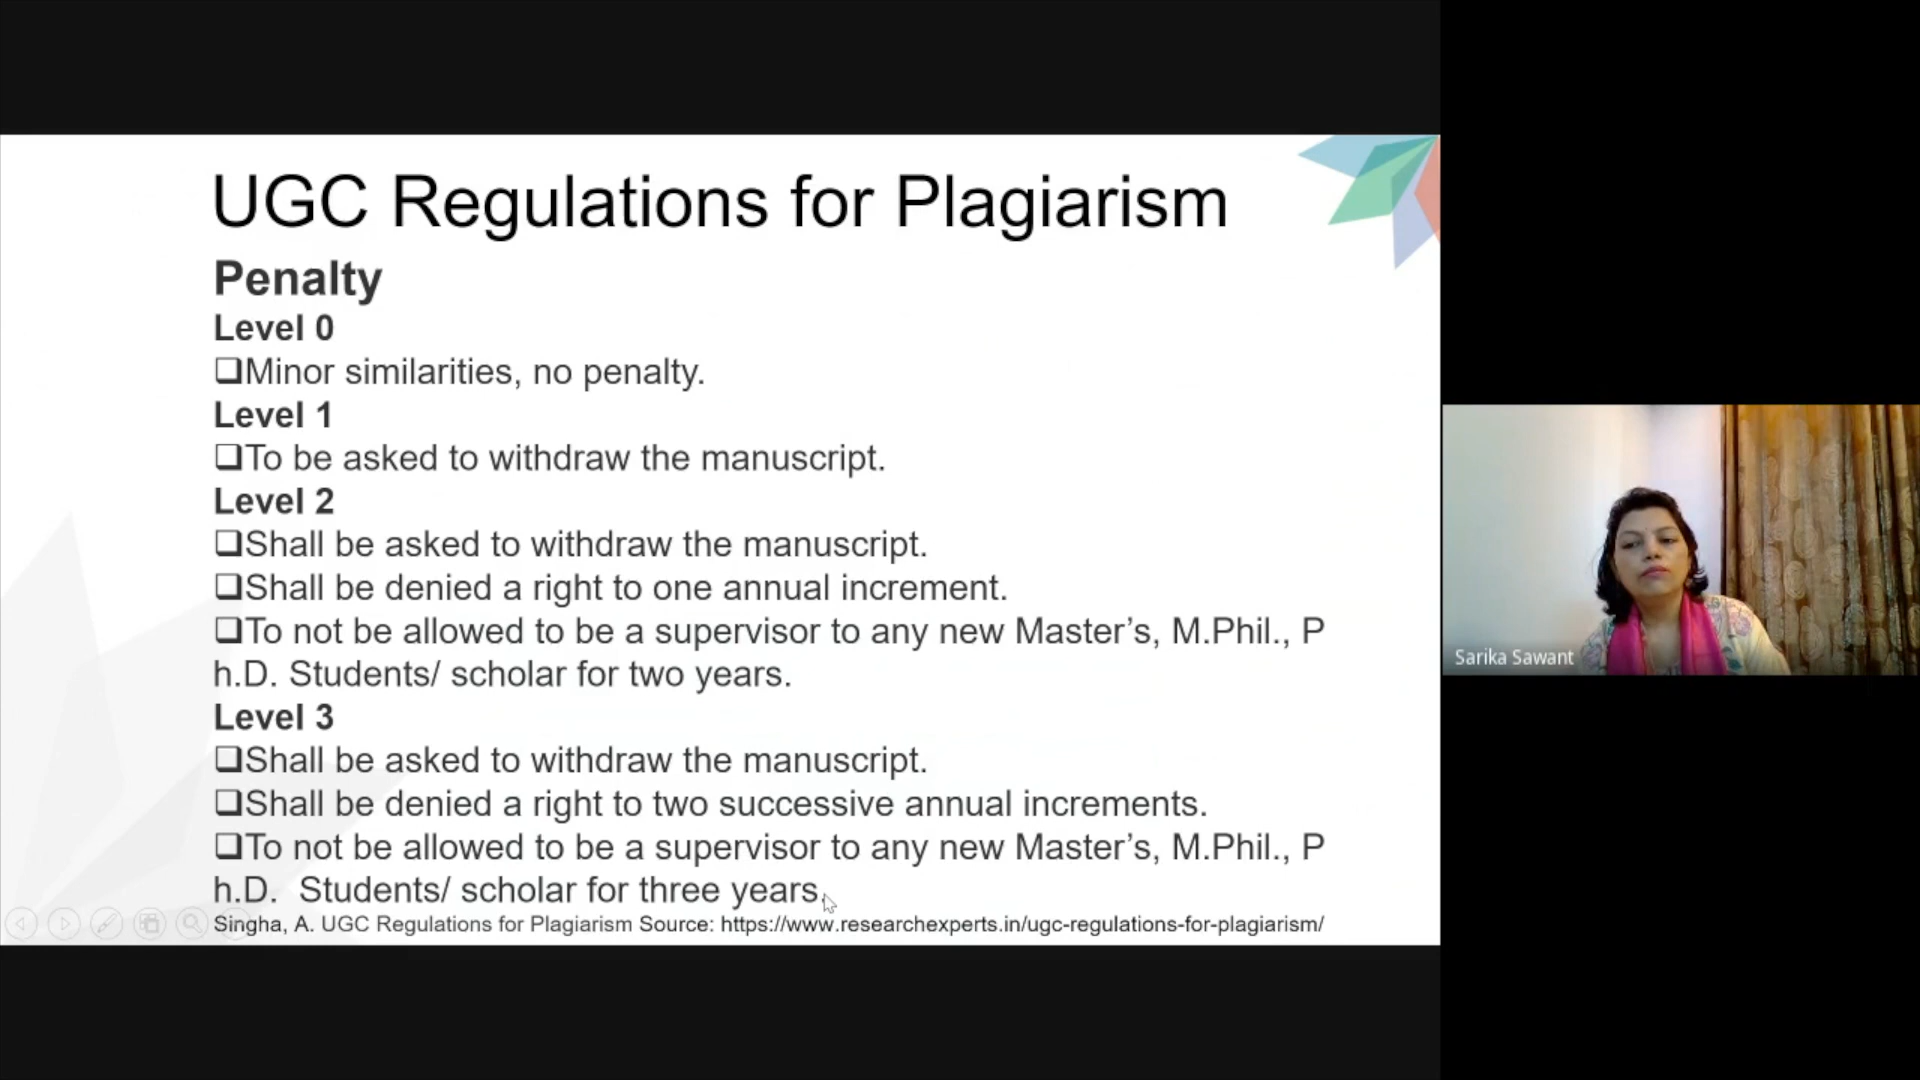 UGC Regulations for Plagiarism
Penalty
Level 0
❑Minor similarities, no penalty.
Level 1
❑To be asked to withdraw the manuscript.
Level 2
❑Shall be asked to withdraw the manuscript.
❑Shall be denied a right to one annual increment.
❑To not be allowed to be a supervisor to any new Master’s, M.Phil., P
h.D. Students/ scholar for two years.
Level 3
❑Shall be asked to withdraw the manuscript.
❑Shall be denied a right to two successive annual increments.
❑To not be allowed to be a supervisor to any new Master’s, M.Phil., P
h.D. Students/ scholar for three years.
Singha, A. UGC Regulations for Plagiarism Source: https://www.researchexperts.in/ugc-regulations-for-plagiarism/
Sarika Sawant